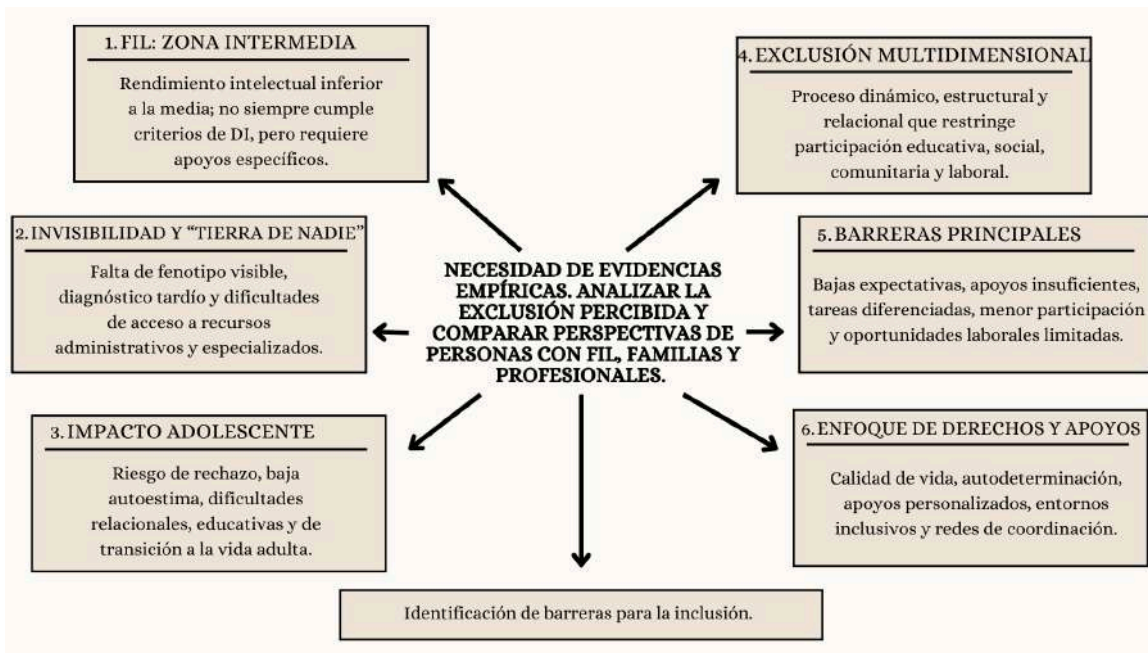 1. FIL: ZONA INTERMEDIA
Rendimiento intelectual inferior
a la media; no siempre cumple
criterios de DI, pero requiere
apoyos específicos.
2. INVISIBILIDAD Y “TIERRA DE NADIE”
Falta de fenotipo visible,
diagnóstico tardío y dificultades
de acceso a recursos
administrativos y especializados.
3. IMPACTO ADOLESCENTE
Riesgo de rechazo, baja
autoestima, dificultades
relacionales, educativas y de
transición a la vida adulta.
NECESIDAD DE EVIDENCIAS
EMPÍRICAS. ANALIZAR LA
EXCLUSIÓN PERCIBIDA Y
COMPARAR PERSPECTIVAS DE
PERSONAS CON FIL, FAMILIAS Y
PROFESIONALES.
4. EXCLUSIÓN MULTIDIMENSIONAL
Proceso dinámico, estructural y
relacional que restringe
participación educativa, social,
comunitaria y laboral.
5. BARRERAS PRINCIPALES
Bajas expectativas, apoyos insuficientes,
tareas diferenciadas, menor participación
y oportunidades laborales limitadas.
6. ENFOQUE DE DERECHOS Y APOYOS
Calidad de vida, autodeterminación,
apoyos personalizados, entornos
inclusivos y redes de coordinación.
Identificación de barreras para la inclusión.